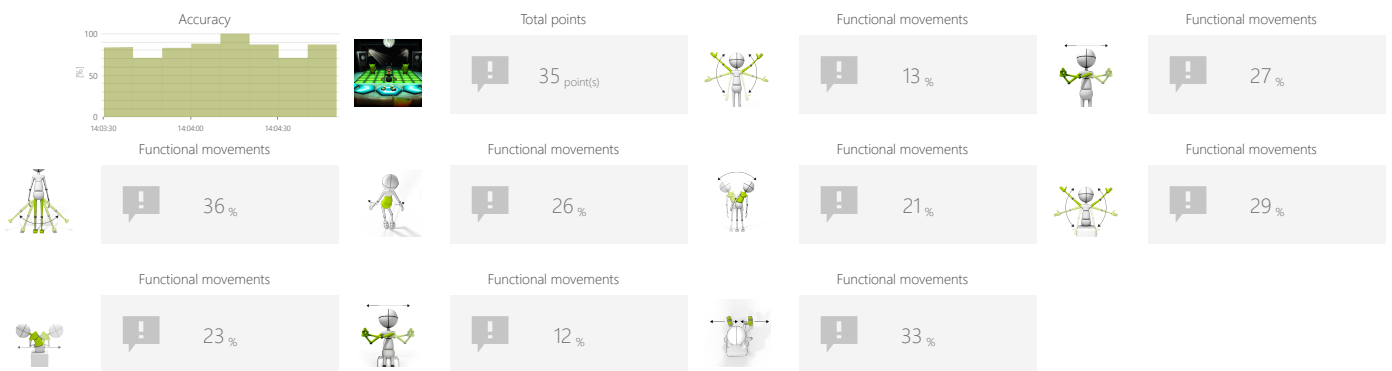 Accuracy
Total points
Functional movements
Functional movements
100
[%]
50
0
14:03:30
14:04:00
14:04:30
35 point(s)
13 %
27 %
Functional movements
Functional movements
Functional movements
Functional movements
36 %
26 %
21 %
29 %
Functional movements
Functional movements
Functional movements
23 %
12 %
33 %